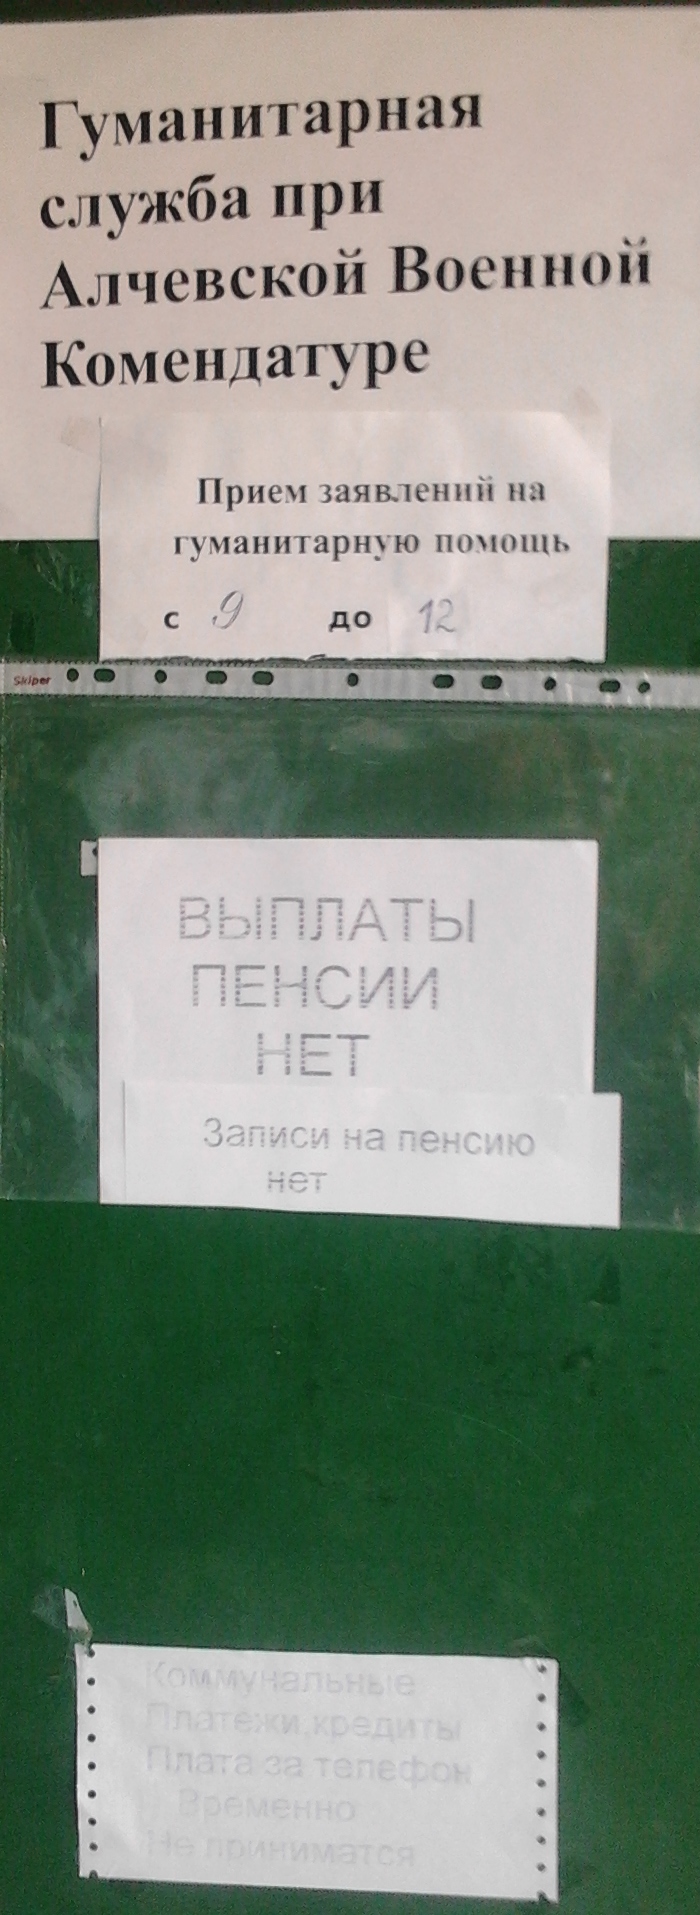 Гуманитарная
служба при
Алчевской Военной
Комендатуре
Прием заявлений на
гуманитарную помощь
с 9 до 12
Skiper
ВЫПЛАТЫ
ПЕНСИИ
НЕТ
Записи на пенсию
нет
Коммунальные
Платежи,кредиты
Плата за телефон
Временно
Не приниматся